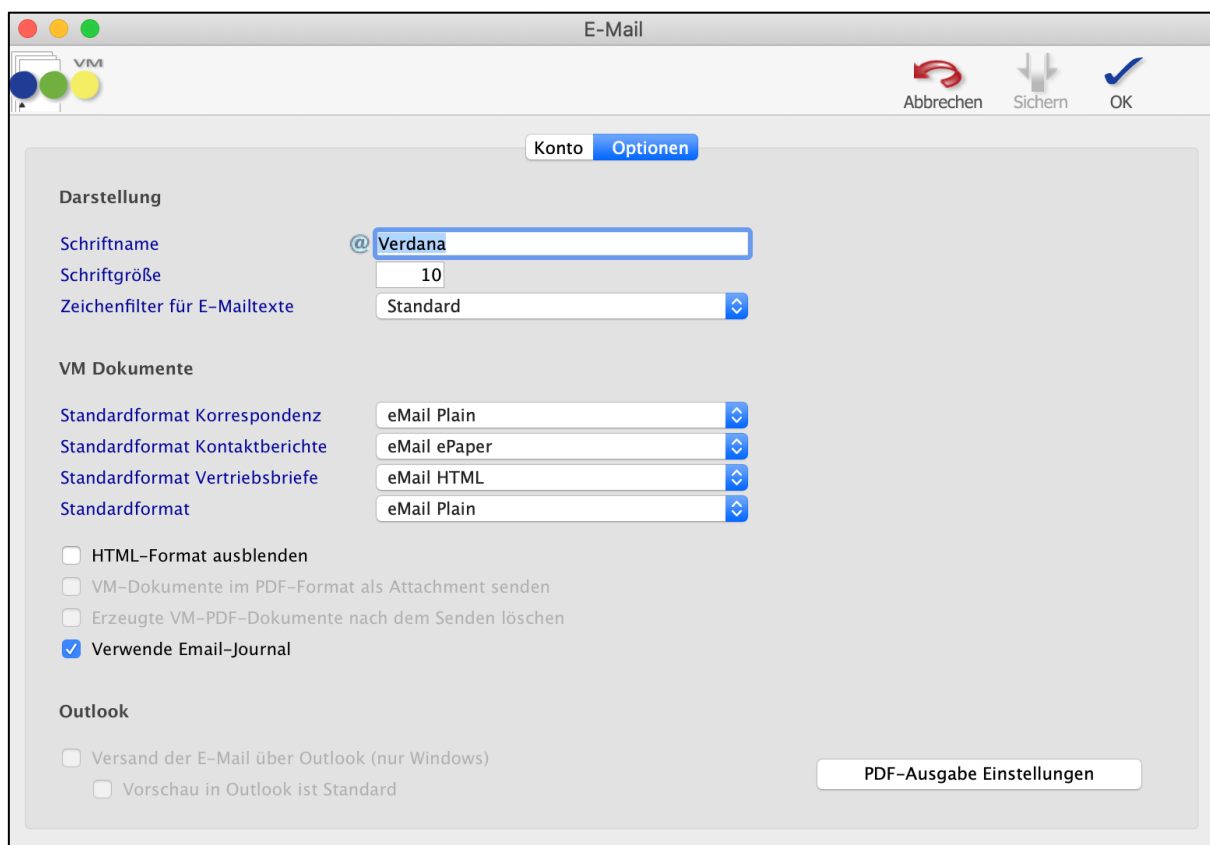 E-Mail
VM
Abbrechen
Sichern
OK
Konto
Optionen
Darstellung
Schriftname
@ Verdana
Schriftgröße
10
Zeichenfilter für E-Mailtexte
Standard
VM Dokumente
Standardformat Korrespondenz
eMail Plain
Standardformat Kontaktberichte
eMail ePaper
Standardformat Vertriebsbriefe
eMail HTML
Standardformat
eMail Plain
HTML-Format ausblenden
VM-Dokumente im PDF-Format als Attachment senden
Erzeugte VM-PDF-Dokumente nach dem Senden löschen
Verwende Email-Journal
Outlook
Versand der E-Mail über Outlook (nur Windows)
Vorschau in Outlook ist Standard
PDF-Ausgabe Einstellungen